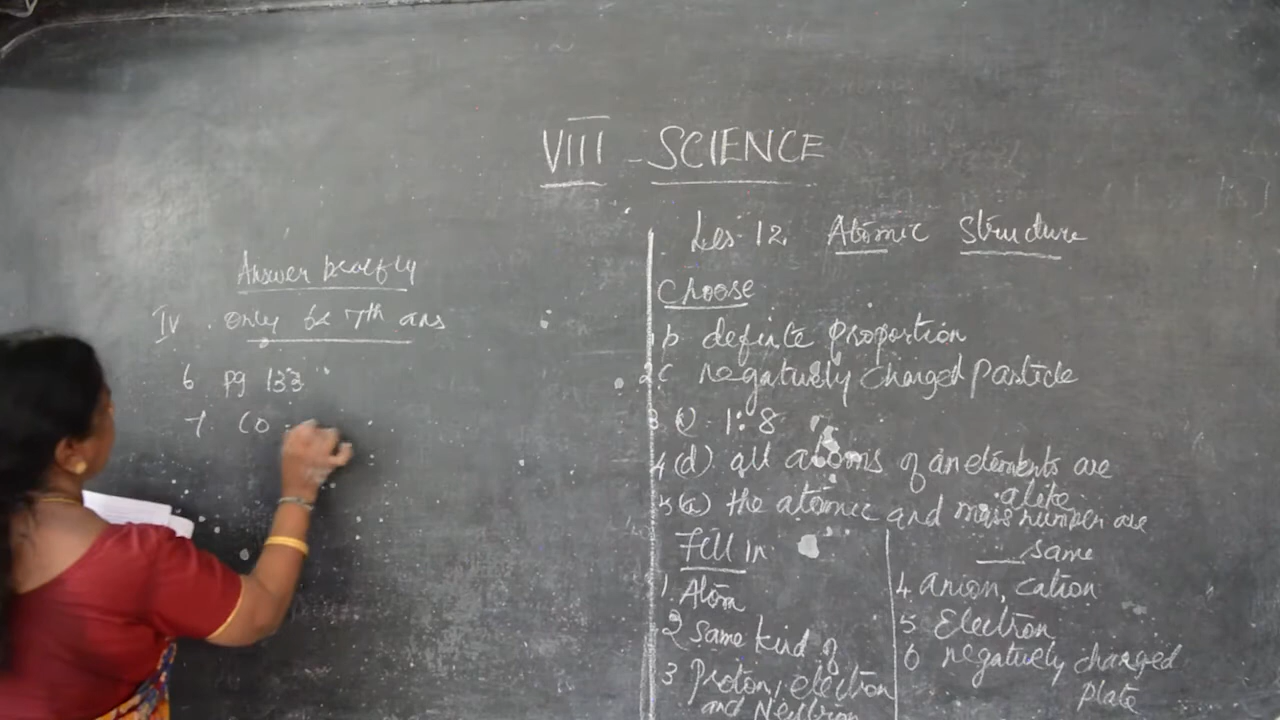 VIII - SCIENCE
Answer briefly
IV. only 6 & 7th ans
6 pg 133
7. CO
Les- 12. Atomic Structure
Choose
1 b definite proportion
2 c negatively charged particle
3 1:8
4 (d) all atoms of an elements are
alike
5 (a) the atomic and mass number are
same
Fill in
1. Atom
2 same kind of
3 Proton, electron
and Neutron
4 anion, cation
5 Electron
6 negatively charged
plate